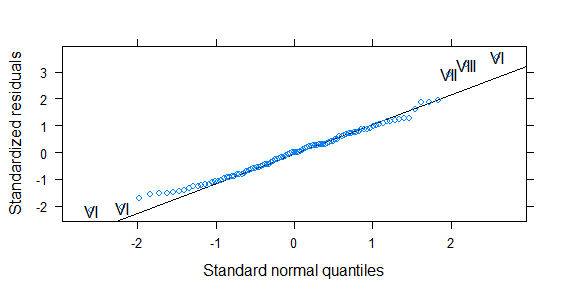 Standardized residuals
3
2
1
0
-1
-2
VI
VI
VII
VIII
VI
-2
-1
0
1
2
Standard normal quantiles